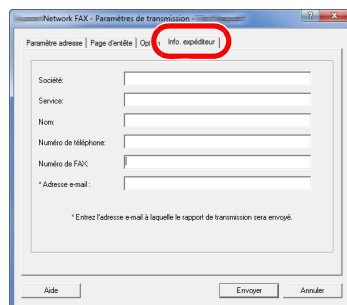 Network FAX - Paramètres de transmission -
Paramètre adresse
Page d'entête
Info. expéditeur
Société:
Service:
Nom:
Numéro de téléphone:
Numéro de FAX:
* Adresse e-mail :
* Entrez l'adresse e-mail à laquelle le rapport de transmission sera envoyé.
Aide
Envoyer
Annuler